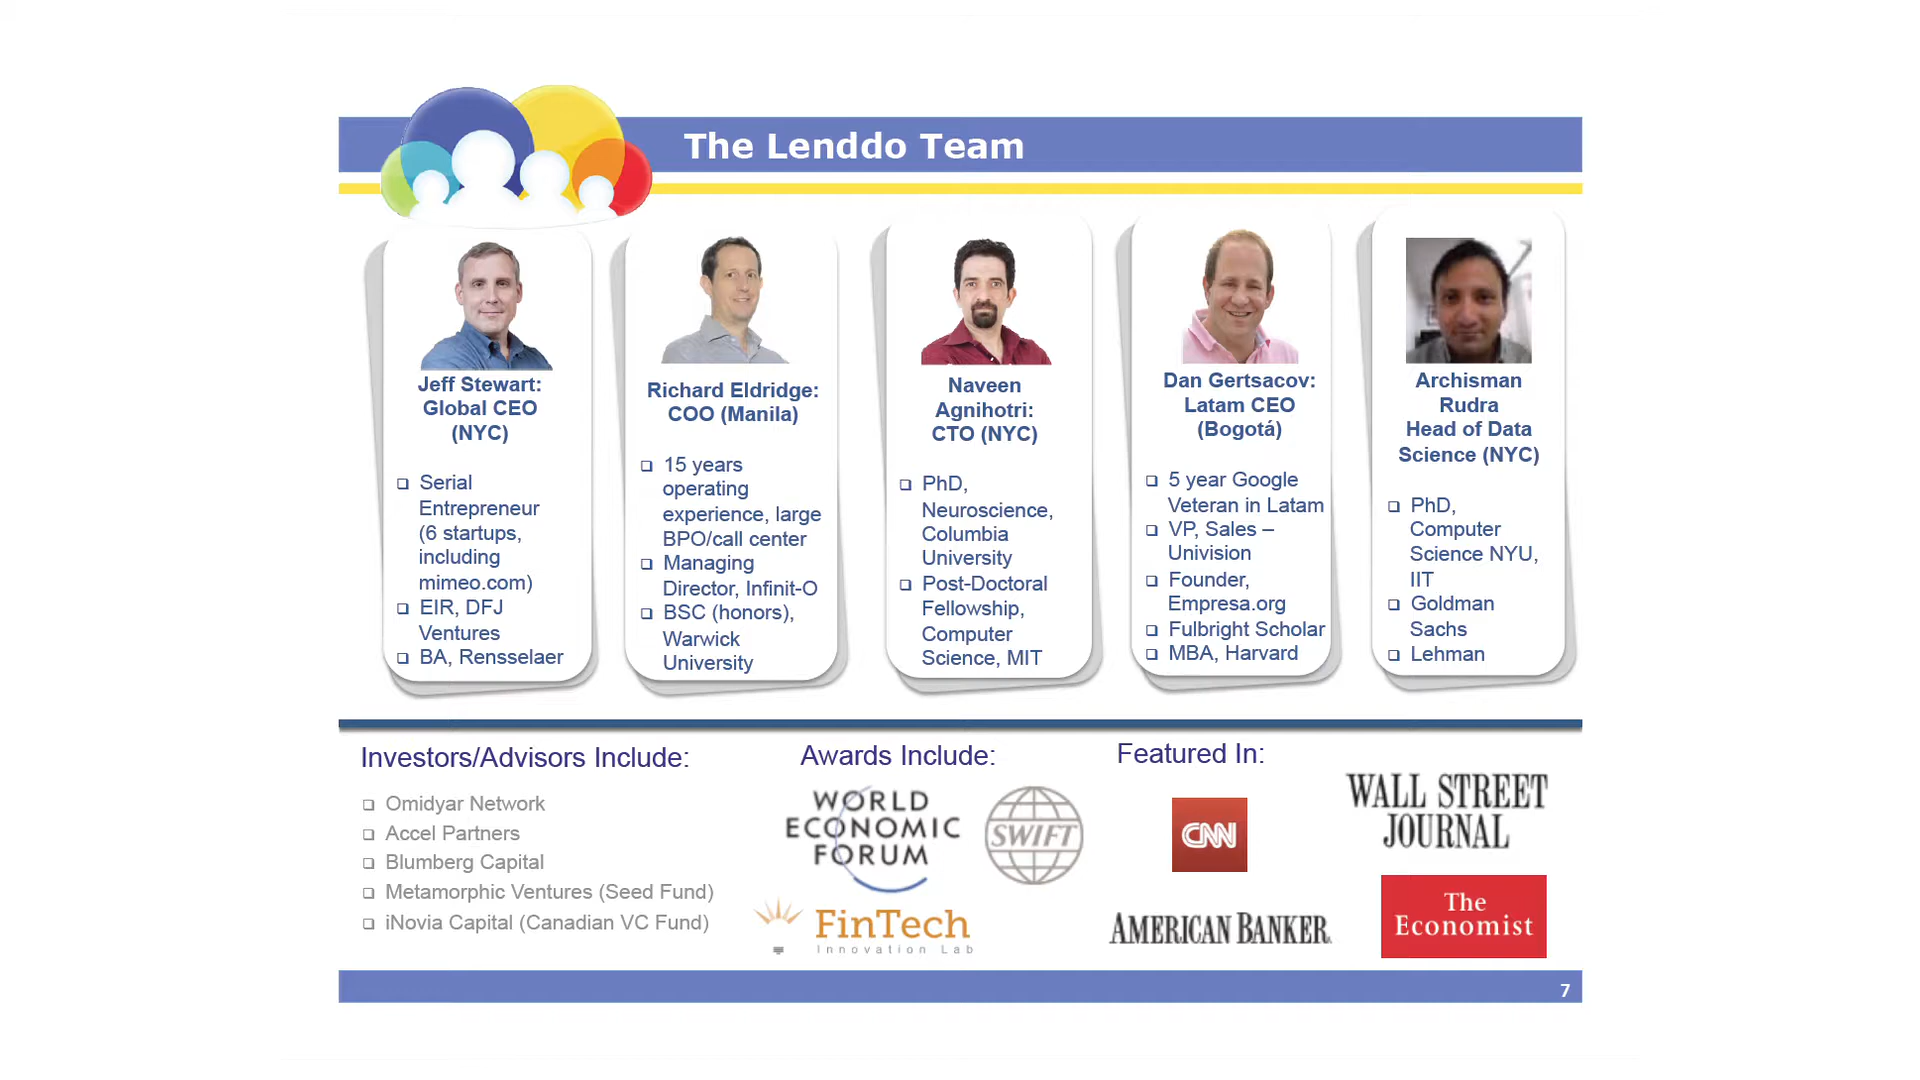 The Lenddo Team
Jeff Stewart:
Global CEO
(NYC)
❑ Serial
Entrepreneur
(6 startups,
including
mimeo.com)
❑ EIR, DFJ
Ventures
❑ BA, Rensselaer
Richard Eldridge:
COO (Manila)
❑ 15 years
operating
experience, large
BPO/call center
❑ Managing
Director, Infinit-O
❑ BSC (honors),
Warwick
University
Naveen
Agnihotri:
CTO (NYC)
❑ PhD,
Neuroscience,
Columbia
University
❑ Post-Doctoral
Fellowship,
Computer
Science, MIT
Dan Gertsacov:
Latam CEO
(Bogotá)
❑ 5 year Google
Veteran in Latam
❑ VP, Sales –
Univision
❑ Founder,
Empresa.org
❑ Fulbright Scholar
❑ MBA, Harvard
Archisman
Rudra
Head of Data
Science (NYC)
❑ PhD,
Computer
Science NYU,
IIT
❑ Goldman
Sachs
❑ Lehman
Investors/Advisors Include:
❑ Omidyar Network
❑ Accel Partners
❑ Blumberg Capital
❑ Metamorphic Ventures (Seed Fund)
❑ iNovia Capital (Canadian VC Fund)
Awards Include:
WORLD
ECONOMIC
FORUM
SWIFT
FinTech
Innovation Lab
Featured In:
CNN
WALL STREET
JOURNAL
AMERICAN BANKER.
The
Economist
7